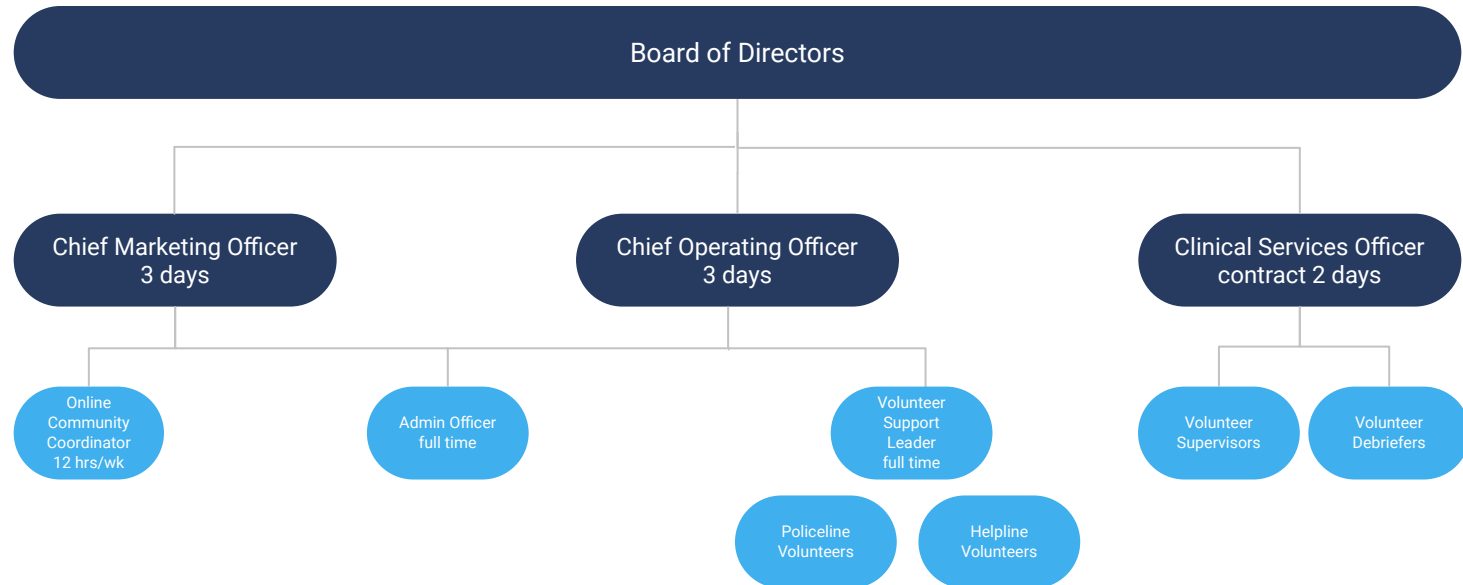 Board of Directors
Chief Marketing Officer
3 days
Chief Operating Officer
3 days
Clinical Services Officer
contract 2 days
Online
Community
Coordinator
12 hrs/wk
Admin Officer
full time
Volunteer
Support
Leader
full time
Volunteer
Supervisors
Volunteer
Debriefers
Policeline
Volunteers
Helpline
Volunteers